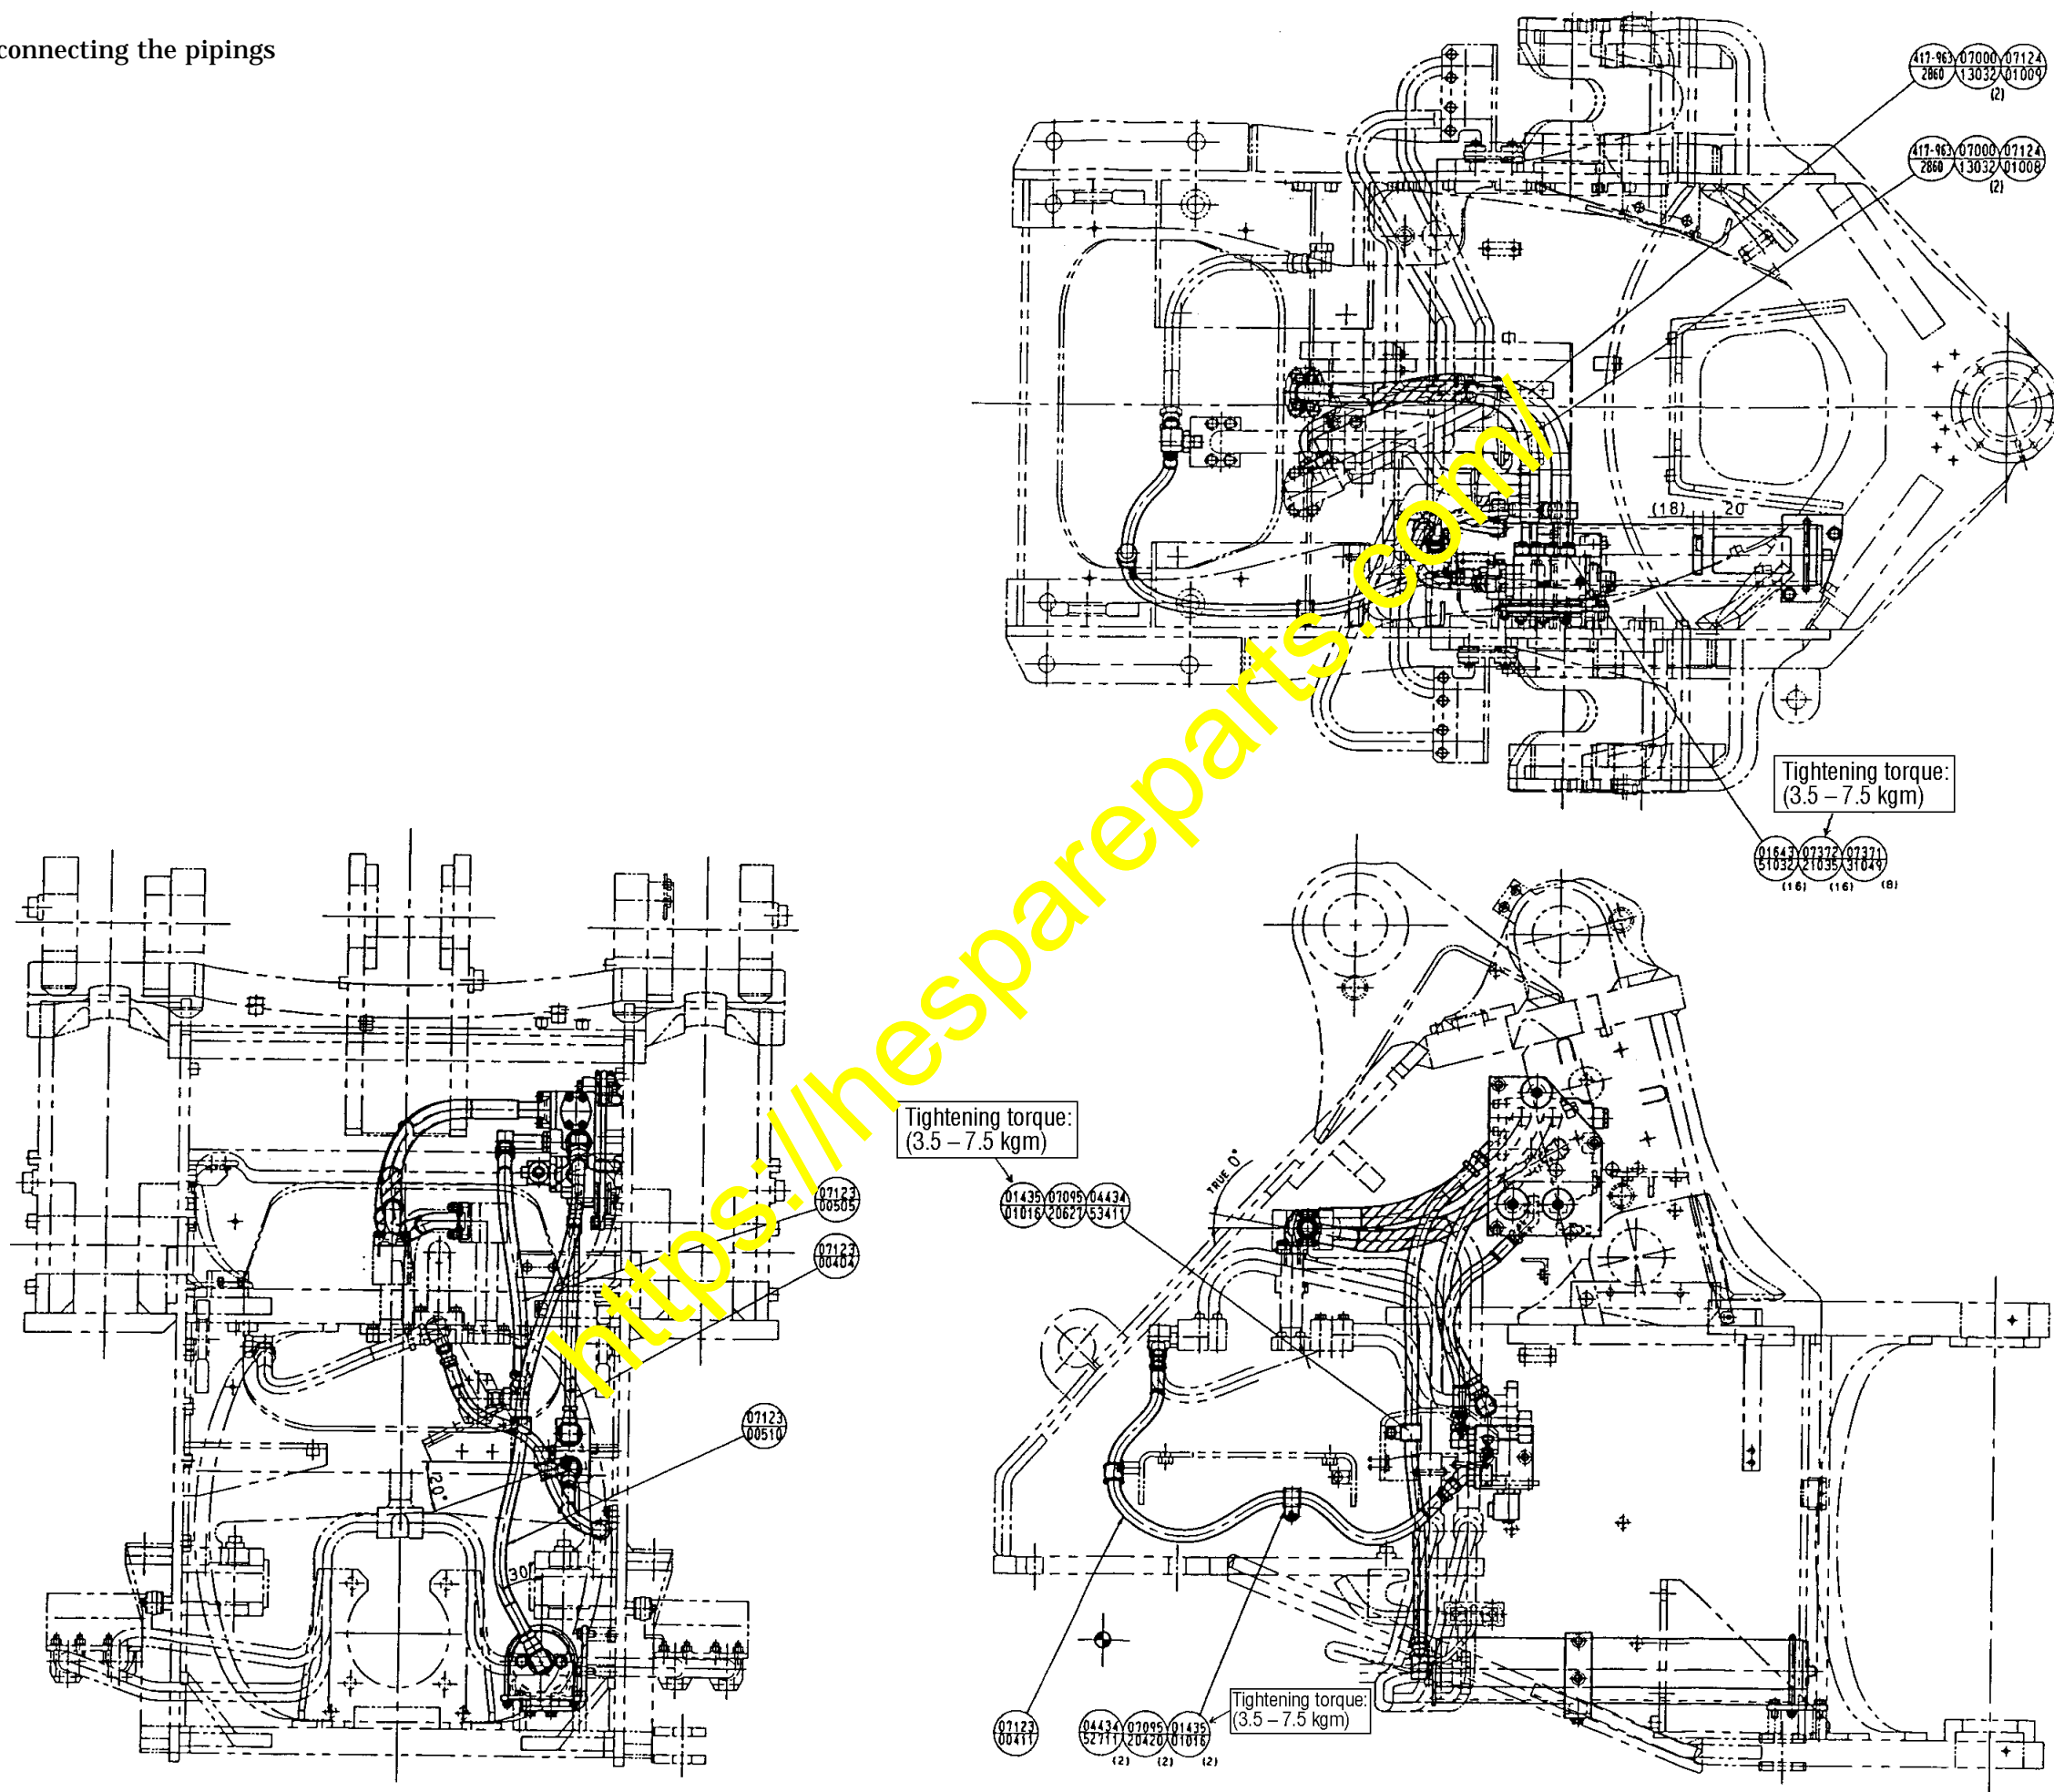 connecting the pipings
417-963 07000 07124
2860 13032 01009
(2)
417-963 07000 07124
2860 13032 01008
(2)
(18) 20
Tightening torque:
(3.5 – 7.5 kgm)
01643 07372 07371
51032 21035 31049
(16) (16) (8)
Tightening torque:
(3.5 – 7.5 kgm)
01435 07095 04434
01016 20627 53411
TRUE 0°
07123
00505
07123
00404
07123
00510
20°
30°
07123
00411
04434 07095 01435
52711 20420 01016
(2) (2) (2)
Tightening torque:
(3.5 – 7.5 kgm)
https://hespareparts.com/